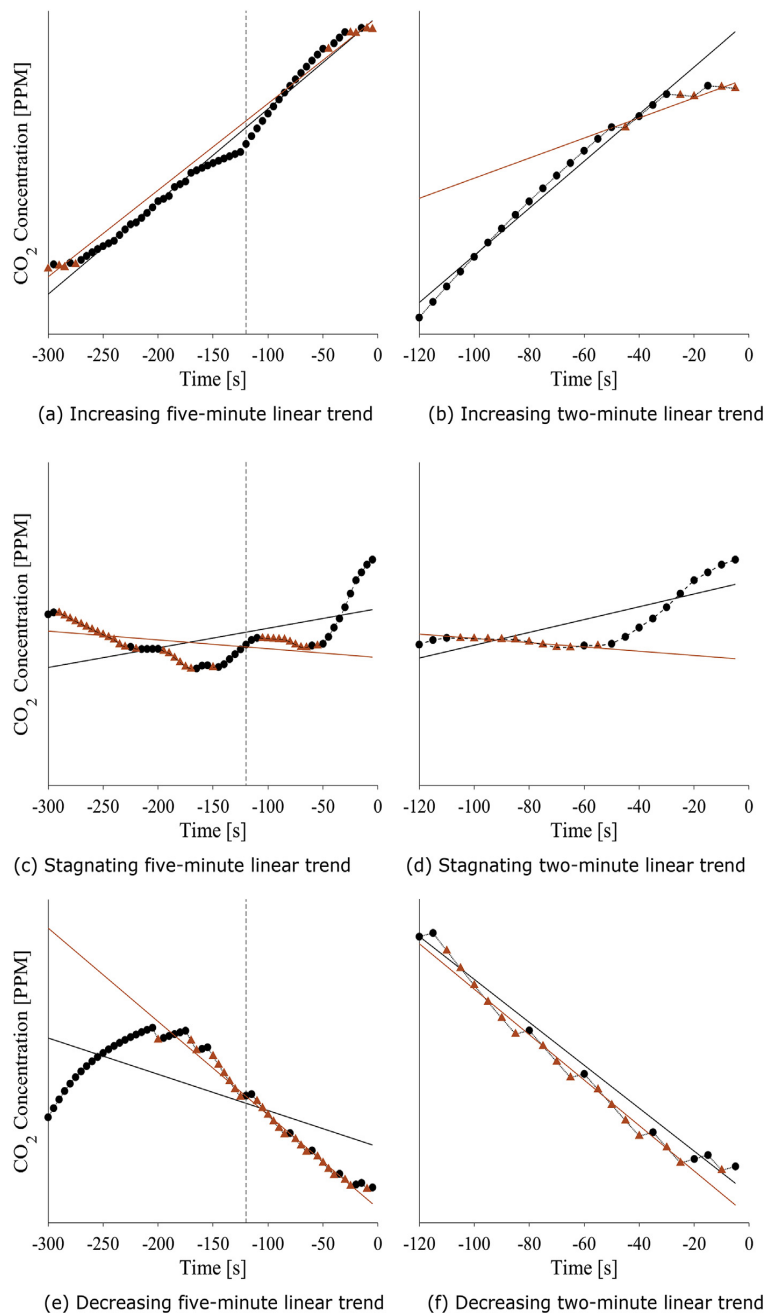 CO2 Concentration [PPM]
-300 -250 -200 -150 -100 -50 0
Time [s]
-120 -100 -80 -60 -40 -20 0
Time [s]
(a) Increasing five-minute linear trend
(b) Increasing two-minute linear trend
CO2 Concentration [PPM]
-300 -250 -200 -150 -100 -50 0
Time [s]
-120 -100 -80 -60 -40 -20 0
Time [s]
(c) Stagnating five-minute linear trend
(d) Stagnating two-minute linear trend
CO2 Concentration [PPM]
-300 -250 -200 -150 -100 -50 0
Time [s]
-120 -100 -80 -60 -40 -20 0
Time [s]
(e) Decreasing five-minute linear trend
(f) Decreasing two-minute linear trend